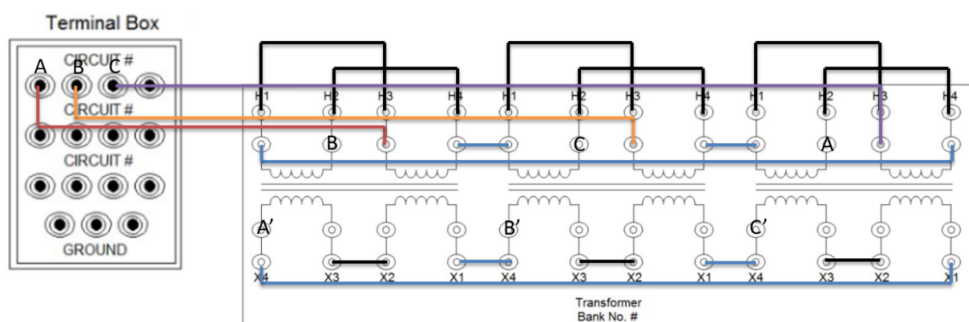 Terminal Box
CIRCUIT #
A B C
CIRCUIT #
CIRCUIT #
GROUND
H1 H2 H3 H4 H1 H2 H3 H4 H1 H2 H3 H4
B C A
A’ B’ C’
X4 X3 X2 X1 X4 X3 X2 X1 X4 X3 X2 X1
Transformer
Bank No. #